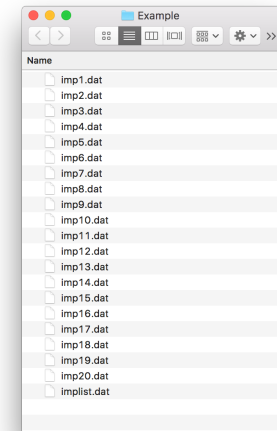 Example
Name
imp1.dat
imp2.dat
imp3.dat
imp4.dat
imp5.dat
imp6.dat
imp7.dat
imp8.dat
imp9.dat
imp10.dat
imp11.dat
imp12.dat
imp13.dat
imp14.dat
imp15.dat
imp16.dat
imp17.dat
imp18.dat
imp19.dat
imp20.dat
implist.dat